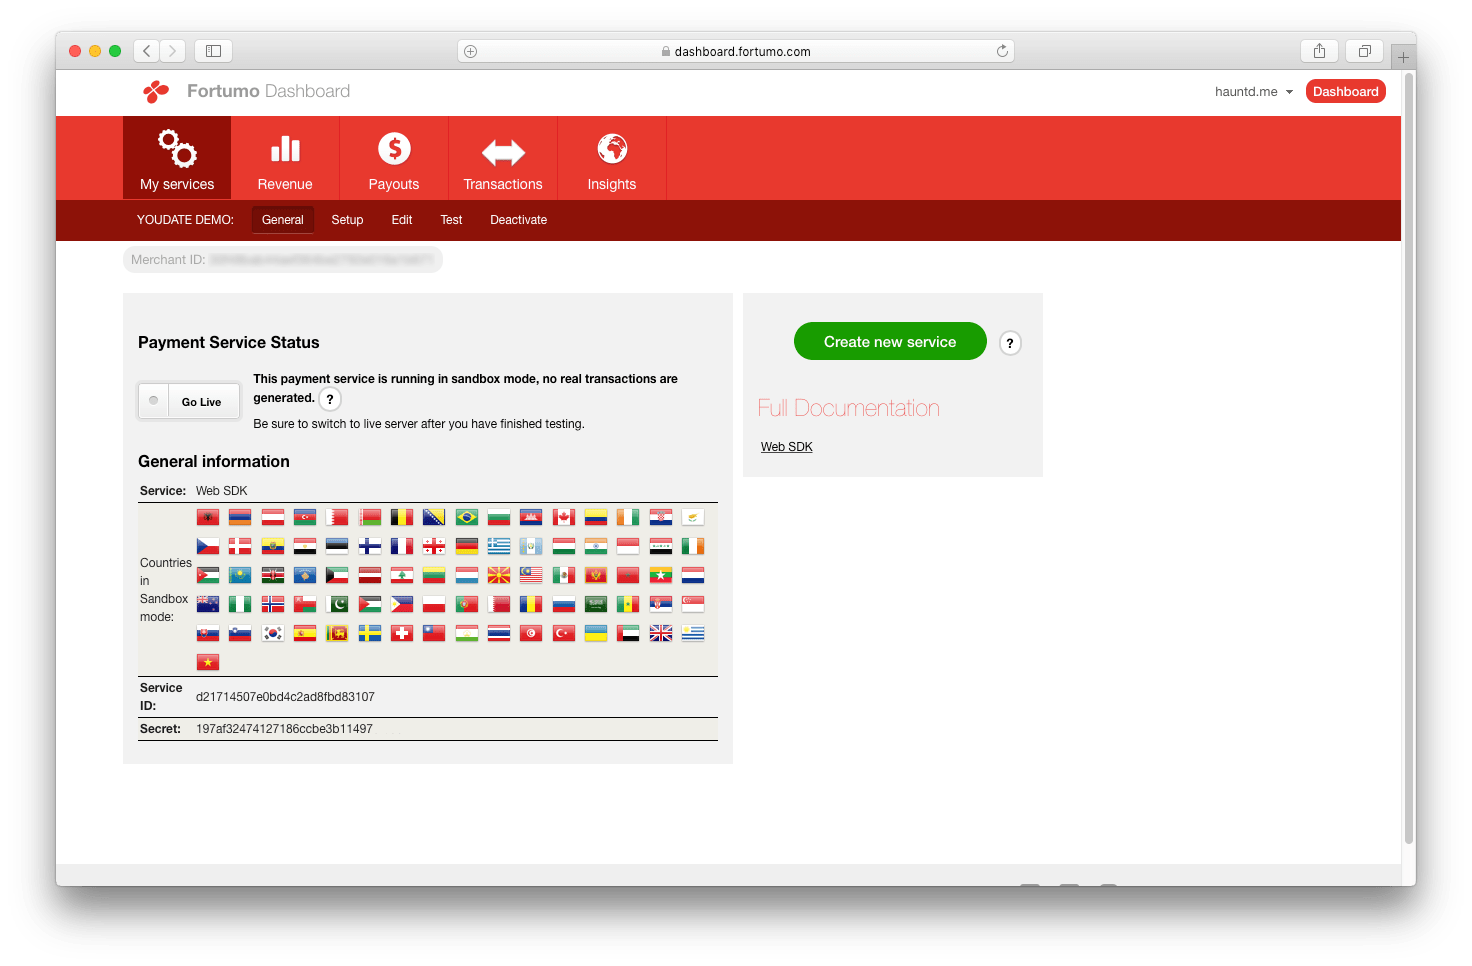 dashboard.fortumo.com
Fortumo Dashboard
hauntd.me
Dashboard
My services
Revenue
Payouts
Transactions
Insights
YOUDATE DEMO:
General
Setup
Edit
Test
Deactivate
Merchant ID:
Payment Service Status
Go Live
This payment service is running in sandbox mode, no real transactions are
generated. ?
Be sure to switch to live server after you have finished testing.
General information
Service: Web SDK
Countries
in
Sandbox
mode:
Service
ID:
d21714507e0bd4c2ad8fbd83107
Secret: 197af32474127186ccbe3b11497
Create new service ?
Full Documentation
Web SDK